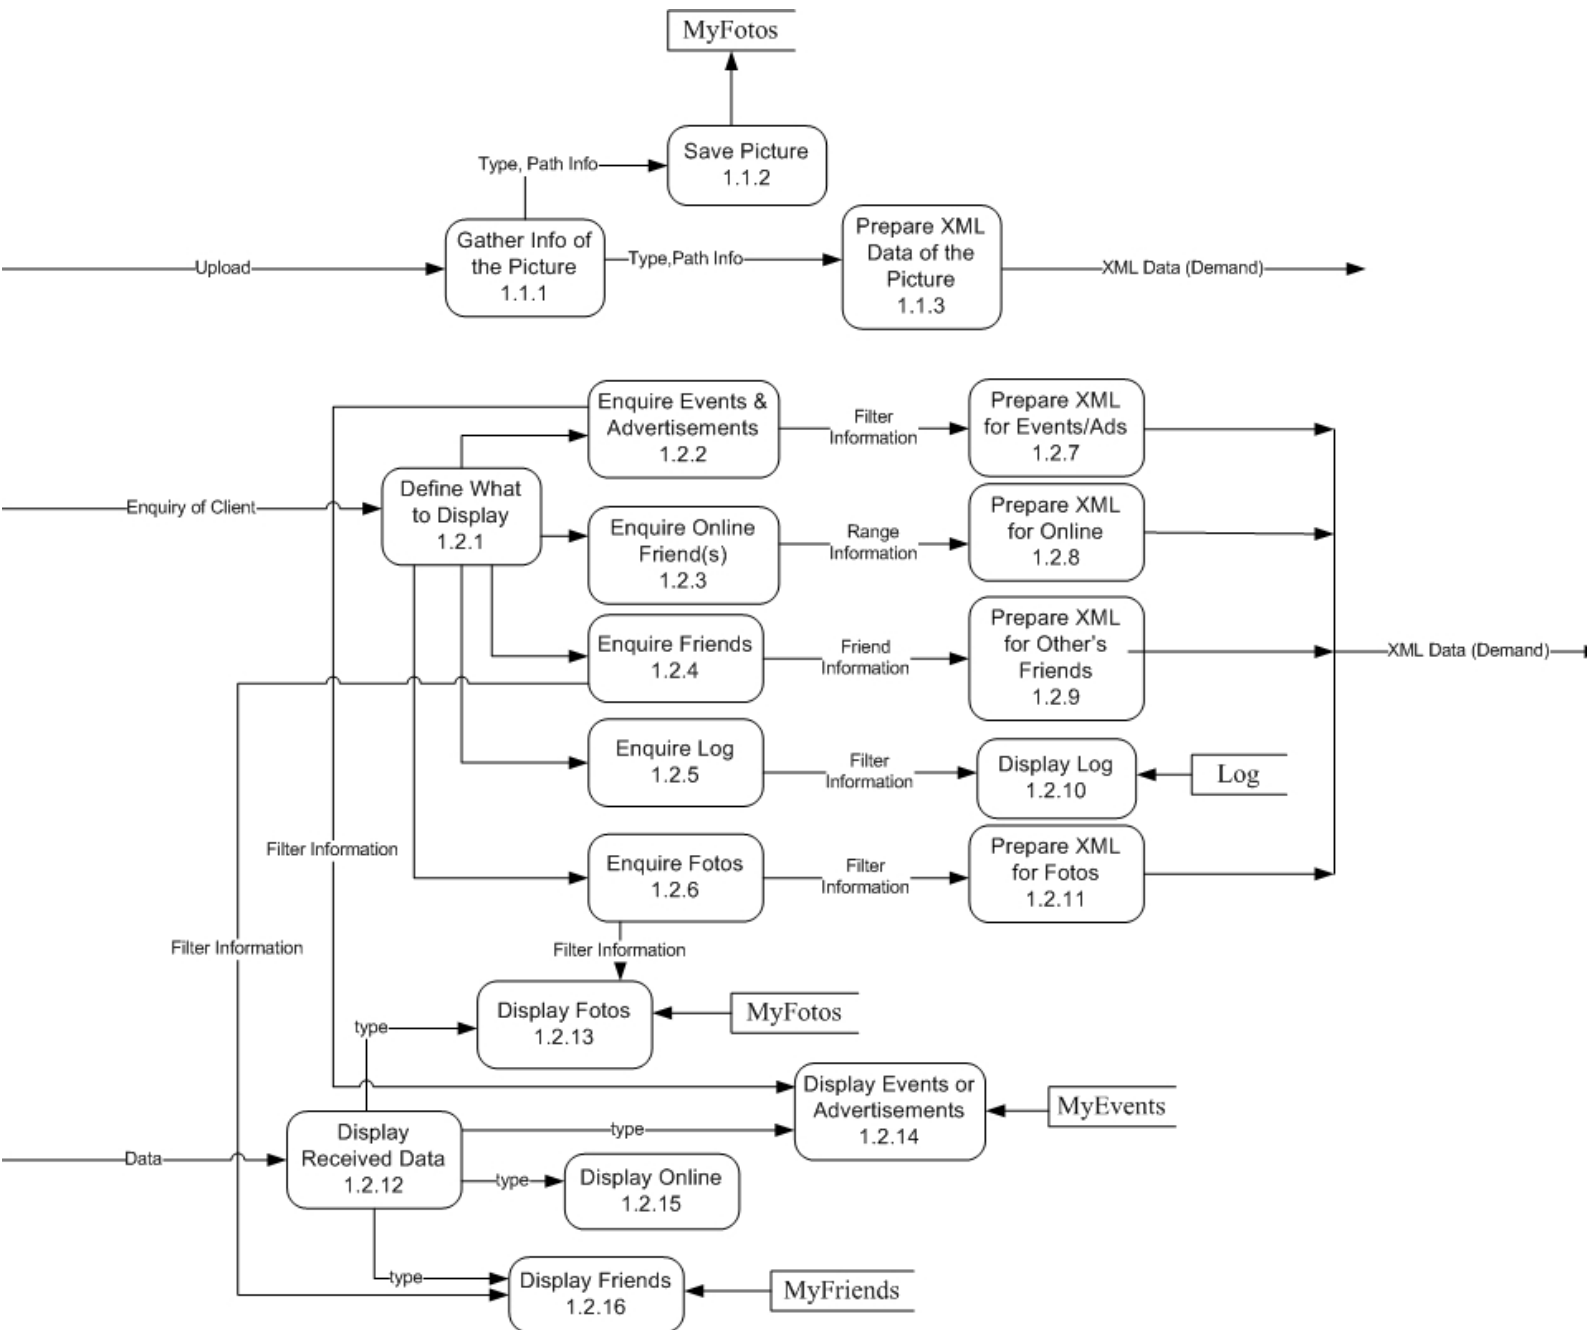 MyFotos
Save Picture
1.1.2
Type, Path Info
Gather Info of
the Picture
1.1.1
Upload
Type,Path Info
Prepare XML
Data of the
Picture
1.1.3
XML Data (Demand)
Enquire Events &
Advertisements
1.2.2
Filter
Information
Prepare XML
for Events/Ads
1.2.7
Enquiry of Client
Define What
to Display
1.2.1
Enquire Online
Friend(s)
1.2.3
Range
Information
Prepare XML
for Online
1.2.8
Enquire Friends
1.2.4
Friend
Information
Prepare XML
for Other's
Friends
1.2.9
XML Data (Demand)
Enquire Log
1.2.5
Filter
Information
Display Log
1.2.10
Log
Filter Information
Enquire Fotos
1.2.6
Filter
Information
Prepare XML
for Fotos
1.2.11
Filter Information
Filter Information
Display Fotos
1.2.13
MyFotos
type
Display Events or
Advertisements
1.2.14
MyEvents
Data
Display
Received Data
1.2.12
type
type
Display Online
1.2.15
type
Display Friends
1.2.16
MyFriends